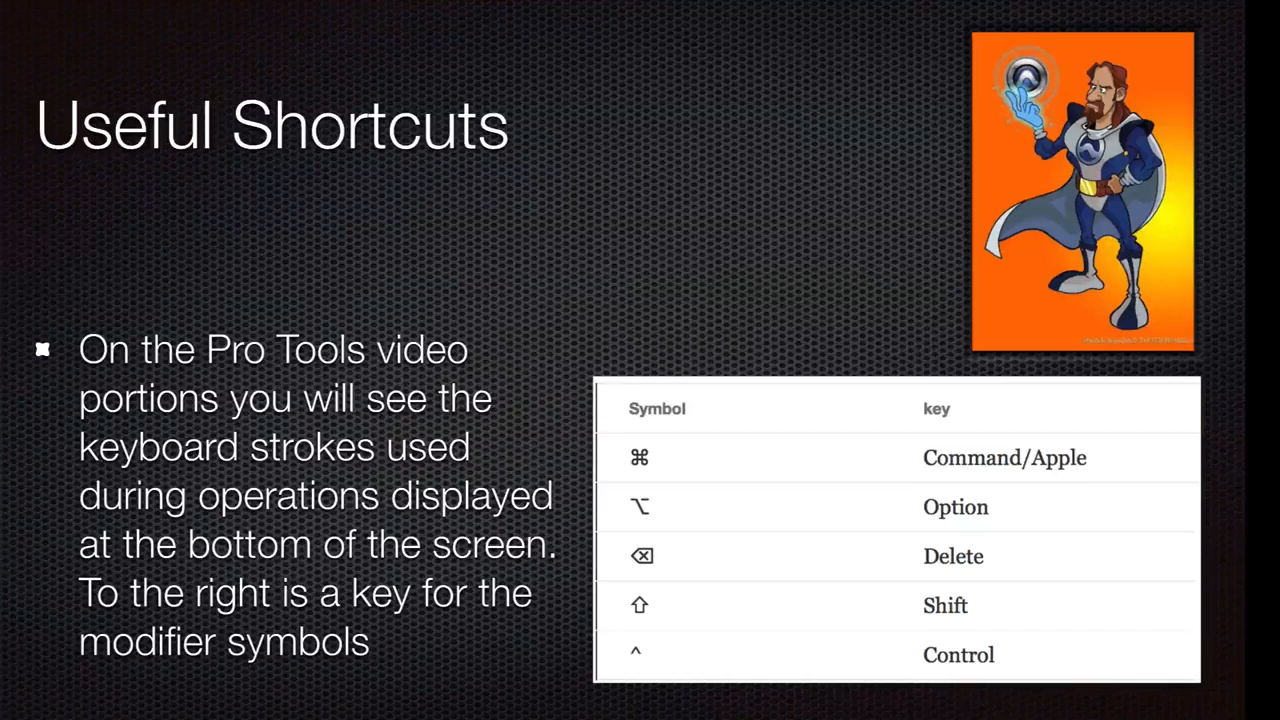 Useful Shortcuts
On the Pro Tools video
portions you will see the
keyboard strokes used
during operations displayed
at the bottom of the screen.
To the right is a key for the
modifier symbols
Symbol key
⌘ Command/Apple
⌥ Option
⌫ Delete
⇧ Shift
^ Control